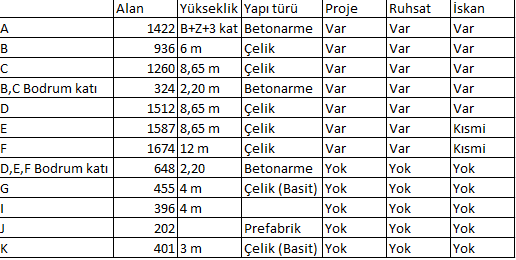 Alan Yükseklik Yapı türü Proje Ruhsat İskan
A 1422 B+Z+3 kat Betonarme Var Var Var
B 936 6 m Çelik Var Var Var
C 1260 8,65 m Çelik Var Var Var
B,C Bodrum katı 324 2,20 m Betonarme Var Var Var
D 1512 8,65 m Çelik Var Var Var
E 1587 8,65 m Çelik Var Var Kısmi
F 1674 12 m Çelik Var Var Kısmi
D,E,F Bodrum katı 648 2,20 Betonarme Yok Yok Yok
G 455 4 m Çelik (Basit) Yok Yok Yok
I 396 4 m Yok Yok Yok
J 202 Prefabrik Yok Yok Yok
K 401 3 m Çelik (Basit) Yok Yok Yok